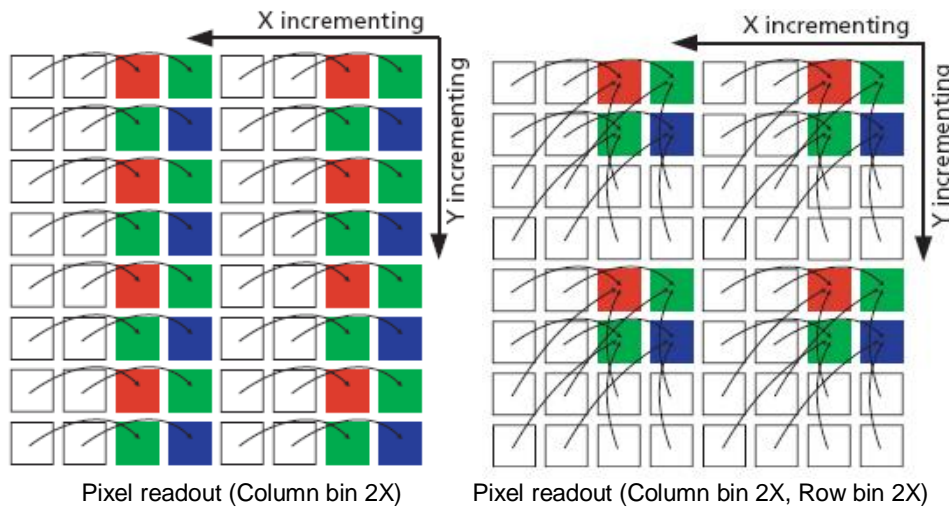 X incrementing
Y incrementing
Pixel readout (Column bin 2X)
X incrementing
Y incrementing
Pixel readout (Column bin 2X, Row bin 2X)